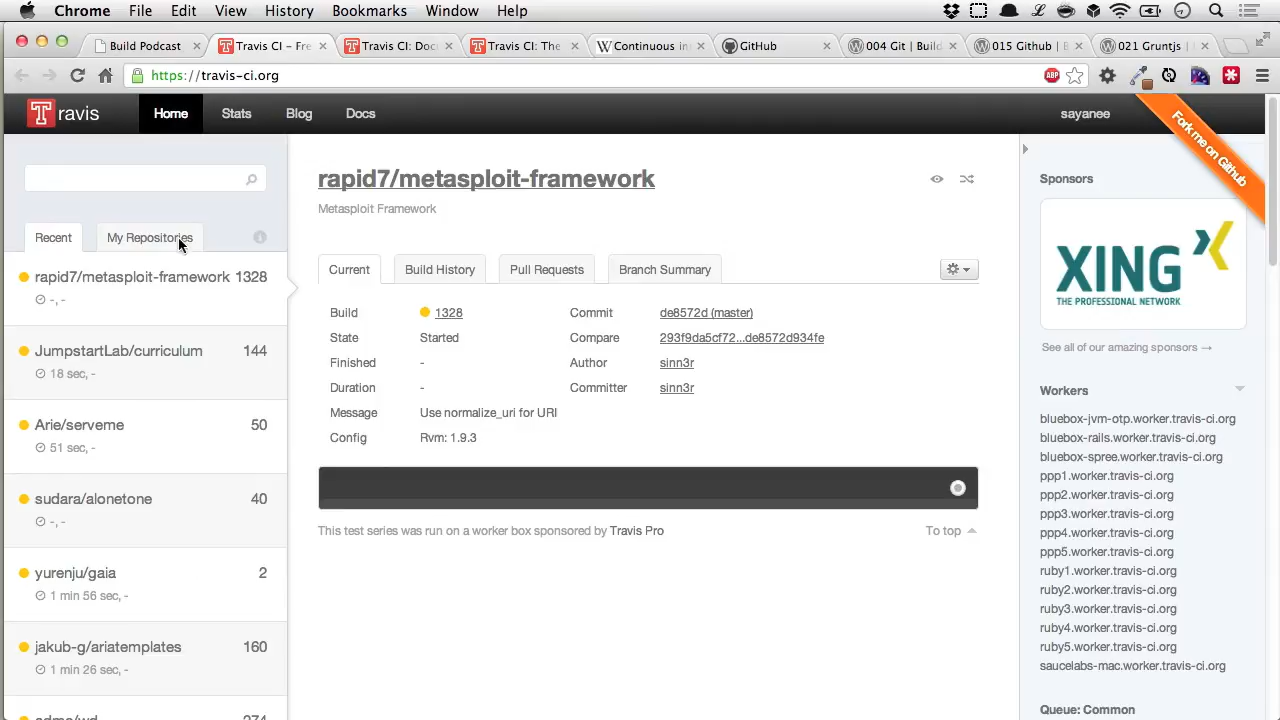 Chrome File Edit View History Bookmarks Window Help
Build Podcast
Travis CI – Fre
Travis CI: Doc
Travis CI: The
Continuous in
GitHub
004 Git | Build
015 Github | B
021 Gruntjs
https://travis-ci.org
ABP
Travis
Home Stats Blog Docs
sayanee
Fork me on Github
Recent My Repositories
rapid7/metasploit-framework 1328
-, -
JumpstartLab/curriculum 144
18 sec, -
Arie/serveme 50
51 sec, -
sudara/alonetone 40
-, -
yurenju/gaia 2
1 min 56 sec, -
jakub-g/ariatemplates 160
1 min 26 sec, -
rapid7/metasploit-framework
Metasploit Framework
Current Build History Pull Requests Branch Summary
Build 1328 Commit de8572d (master)
State Started Compare 293f9da5cf72...de8572d934fe
Finished - Author sinn3r
Duration - Committer sinn3r
Message Use normalize_uri for URI
Config Rvm: 1.9.3
This test series was run on a worker box sponsored by Travis Pro
To top
Sponsors
XING
THE PROFESSIONAL NETWORK
See all of our amazing sponsors →
Workers
bluebox-jvm-otp.worker.travis-ci.org
bluebox-rails.worker.travis-ci.org
bluebox-spree.worker.travis-ci.org
ppp1.worker.travis-ci.org
ppp2.worker.travis-ci.org
ppp3.worker.travis-ci.org
ppp4.worker.travis-ci.org
ppp5.worker.travis-ci.org
ruby1.worker.travis-ci.org
ruby2.worker.travis-ci.org
ruby3.worker.travis-ci.org
ruby4.worker.travis-ci.org
ruby5.worker.travis-ci.org
saucelabs-mac.worker.travis-ci.org
Queue: Common